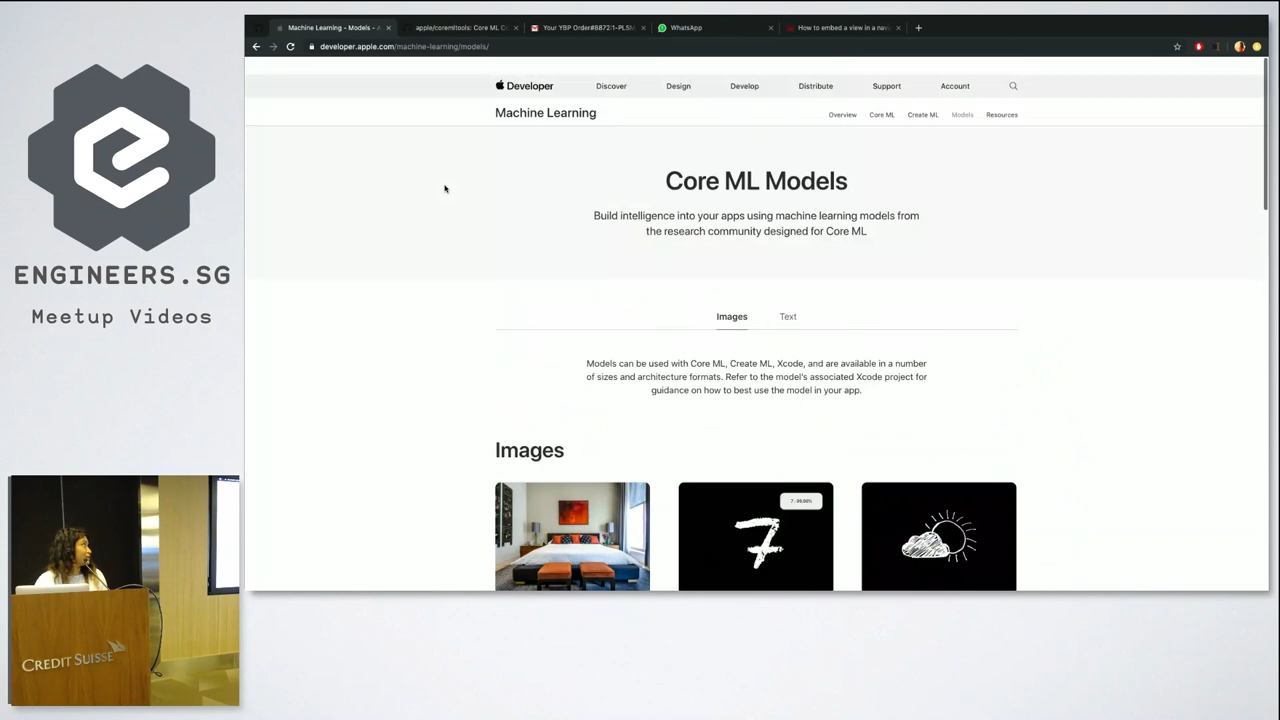 Machine Learning - Models - A
apple/coremltools: Core ML C
Your YBP Order#8872:1-PL5M
WhatsApp
How to embed a view in a navi
developer.apple.com/machine-learning/models/
Developer
Discover
Design
Develop
Distribute
Support
Account
Machine Learning
Overview
Core ML
Create ML
Models
Resources
Core ML Models
Build intelligence into your apps using machine learning models from
the research community designed for Core ML
Images
Text
Models can be used with Core ML, Create ML, Xcode, and are available in a number
of sizes and architecture formats. Refer to the model's associated Xcode project for
guidance on how to best use the model in your app.
Images
7
ENGINEERS.SG
Meetup Videos
CREDIT SUISSE